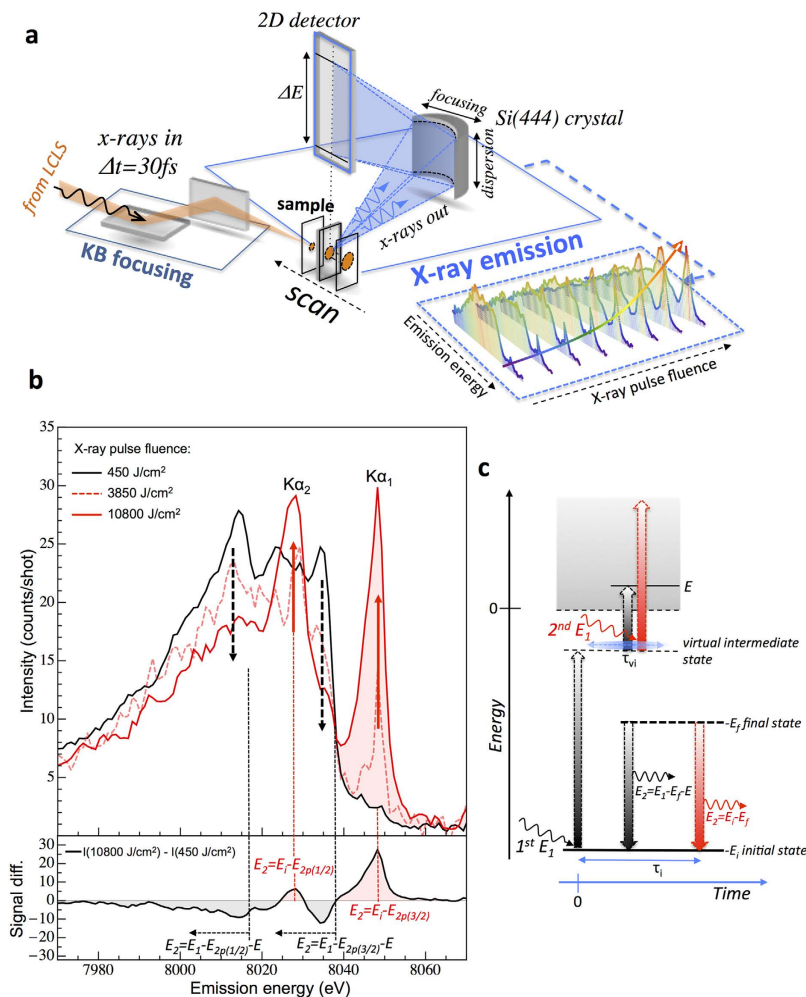 a
2D detector
ΔE
focusing
Si(444) crystal
dispersion
x-rays in
Δt=30fs
from LCLS
KB focusing
sample
scan
x-rays out
X-ray emission
Emission energy
X-ray pulse fluence
b
35
30
25
20
15
10
5
Intensity (counts/shot)
X-ray pulse fluence:
450 J/cm²
3850 J/cm²
10800 J/cm²
Kα₂
Kα₁
30
20
10
0
-10
-20
-30
Signal diff.
I(10800 J/cm²) - I(450 J/cm²)
E₂=Eᵢ-E₂ₚ₍₁/₂₎
E₂=Eᵢ-E₂ₚ₍₃/₂₎
E₂=E₁-E₂ₚ₍₁/₂₎-E
E₂=E₁-E₂ₚ₍₃/₂₎-E
7980
8000
8020
8040
8060
Emission energy (eV)
c
Energy
0
E
2ⁿᵈ E₁
τᵥᵢ
virtual intermediate
state
-E_f final state
E₂=E₁-E_f-E
E₂=Eᵢ-E_f
1ˢᵗ E₁
-Eᵢ initial state
τᵢ
0
Time